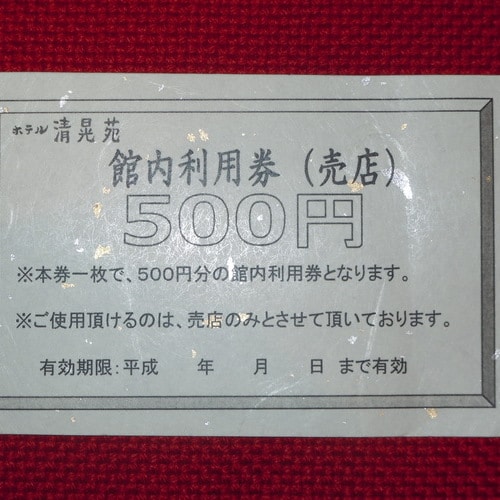 ホテル 清晃苑
館内利用券（売店）
500円
※本券一枚で、500円分の館内利用券となります。
※ご使用頂けるのは、売店のみとさせて頂いております。
有効期限：平成　　年　　月　　日 まで有効